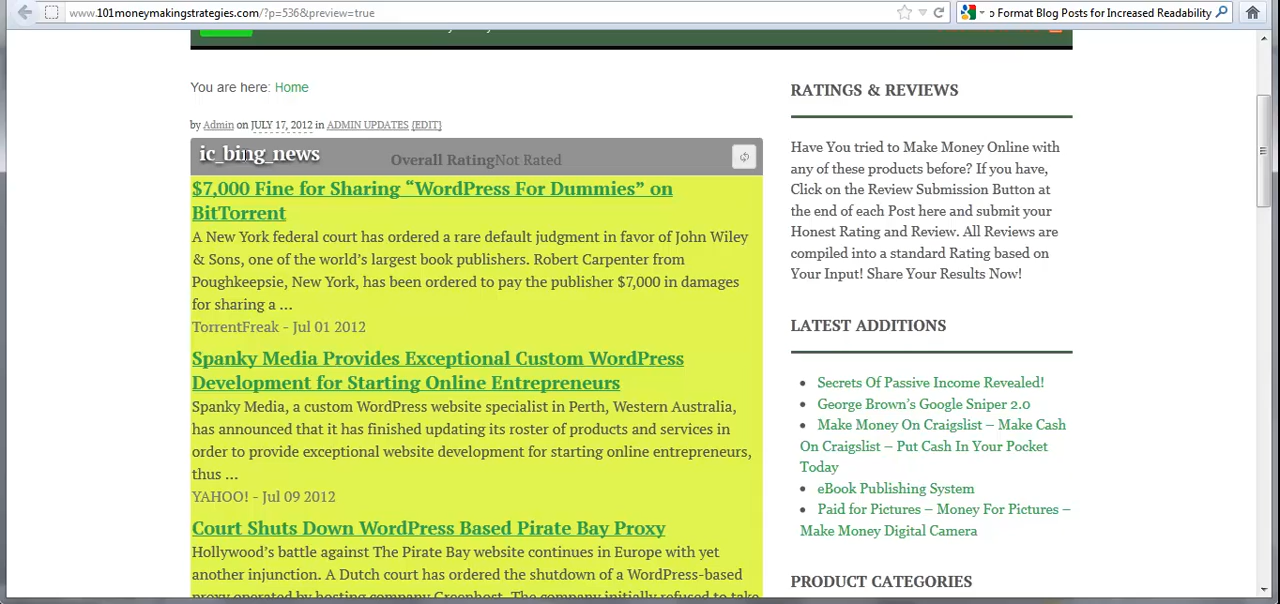 www.101moneymakingstrategies.com/?p=536&preview=true
o Format Blog Posts for Increased Readability
You are here: Home
by Admin on JULY 17, 2012 in ADMIN UPDATES {EDIT}
ic_bing_news
Overall RatingNot Rated
$7,000 Fine for Sharing “WordPress For Dummies” on
BitTorrent
A New York federal court has ordered a rare default judgment in favor of John Wiley
& Sons, one of the world’s largest book publishers. Robert Carpenter from
Poughkeepsie, New York, has been ordered to pay the publisher $7,000 in damages
for sharing a ...
TorrentFreak - Jul 01 2012
Spanky Media Provides Exceptional Custom WordPress
Development for Starting Online Entrepreneurs
Spanky Media, a custom WordPress website specialist in Perth, Western Australia,
has announced that it has finished updating its roster of products and services in
order to provide exceptional website development for starting online entrepreneurs,
thus ...
YAHOO! - Jul 09 2012
Court Shuts Down WordPress Based Pirate Bay Proxy
Hollywood’s battle against The Pirate Bay website continues in Europe with yet
another injunction. A Dutch court has ordered the shutdown of a WordPress-based
proxy operated by hosting company Greenhost. The company initially refused to take
RATINGS & REVIEWS
Have You tried to Make Money Online with
any of these products before? If you have,
Click on the Review Submission Button at
the end of each Post here and submit your
Honest Rating and Review. All Reviews are
compiled into a standard Rating based on
Your Input! Share Your Results Now!
LATEST ADDITIONS
Secrets Of Passive Income Revealed!
George Brown’s Google Sniper 2.0
Make Money On Craigslist – Make Cash
On Craigslist – Put Cash In Your Pocket
Today
eBook Publishing System
Paid for Pictures – Money For Pictures –
Make Money Digital Camera
PRODUCT CATEGORIES